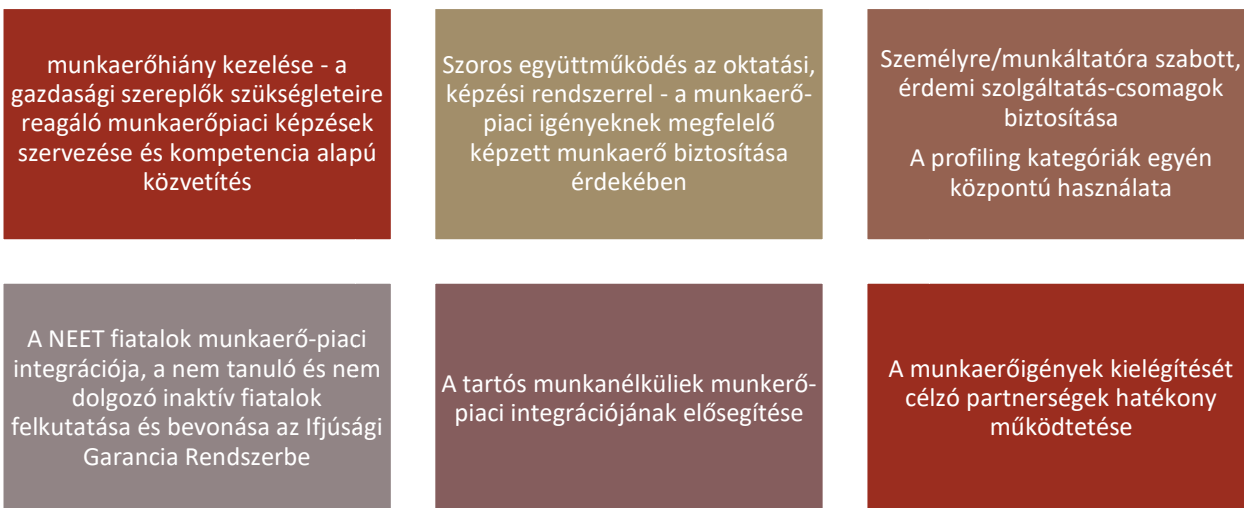 munkaerőhiány kezelése - a
gazdasági szereplők szükségleteire
reagáló munkaerőpiaci képzések
szervezése és kompetencia alapú
közvetítés
Szoros együttműködés az oktatási,
képzési rendszerrel - a munkaerő-
piaci igényeknek megfelelő
képzett munkaerő biztosítása
érdekében
Személyre/munkáltatóra szabott,
érdemi szolgáltatás-csomagok
biztosítása
A profiling kategóriák egyén
központú használata
A NEET fiatalok munkaerő-piaci
integrációja, a nem tanuló és nem
dolgozó inaktív fiatalok
felkutatása és bevonása az Ifjúsági
Garancia Rendszerbe
A tartós munkanélküliek munkerő-
piaci integrációjának elősegítése
A munkaerőigények kielégítését
célzó partnerségek hatékony
működtetése